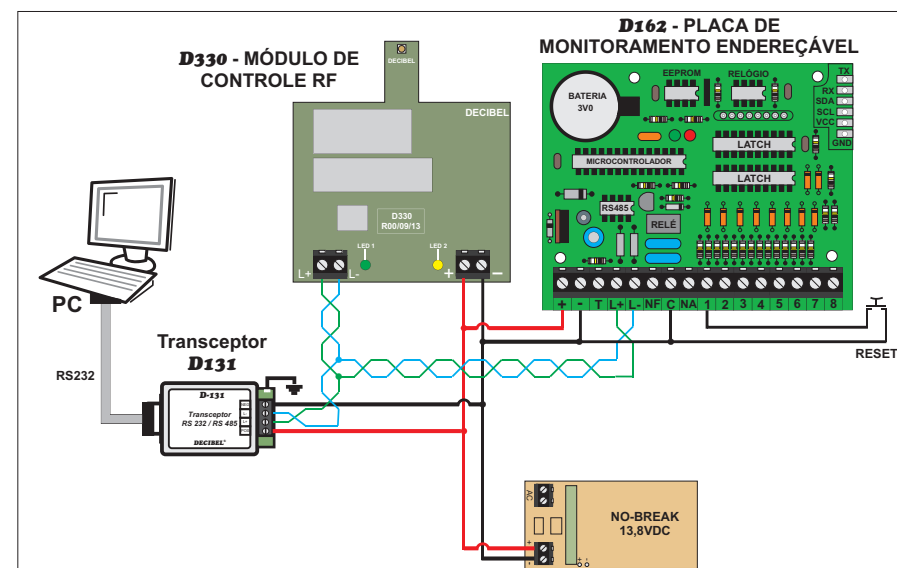 D330 - MÓDULO DE
CONTROLE RF
DECIBEL
DECIBEL
D330
R00/09/13
LED 1
LED 2
L+
L-
+
-
D162 - PLACA DE
MONITORAMENTO ENDEREÇÁVEL
BATERIA
3V0
EEPROM
RELÓGIO
TX
RX
SDA
SCL
VCC
GND
LATCH
MICROCONTROLADOR
LATCH
RS485
RELÉ
+ - T L+ L- NF C NA 1 2 3 4 5 6 7 8
RESET
PC
RS232
Transceptor
D131
D-131
Transceptor
RS 232 / RS 485
DECIBEL
L-
L+
AC
NO-BREAK
13,8VDC
+
-
+ -